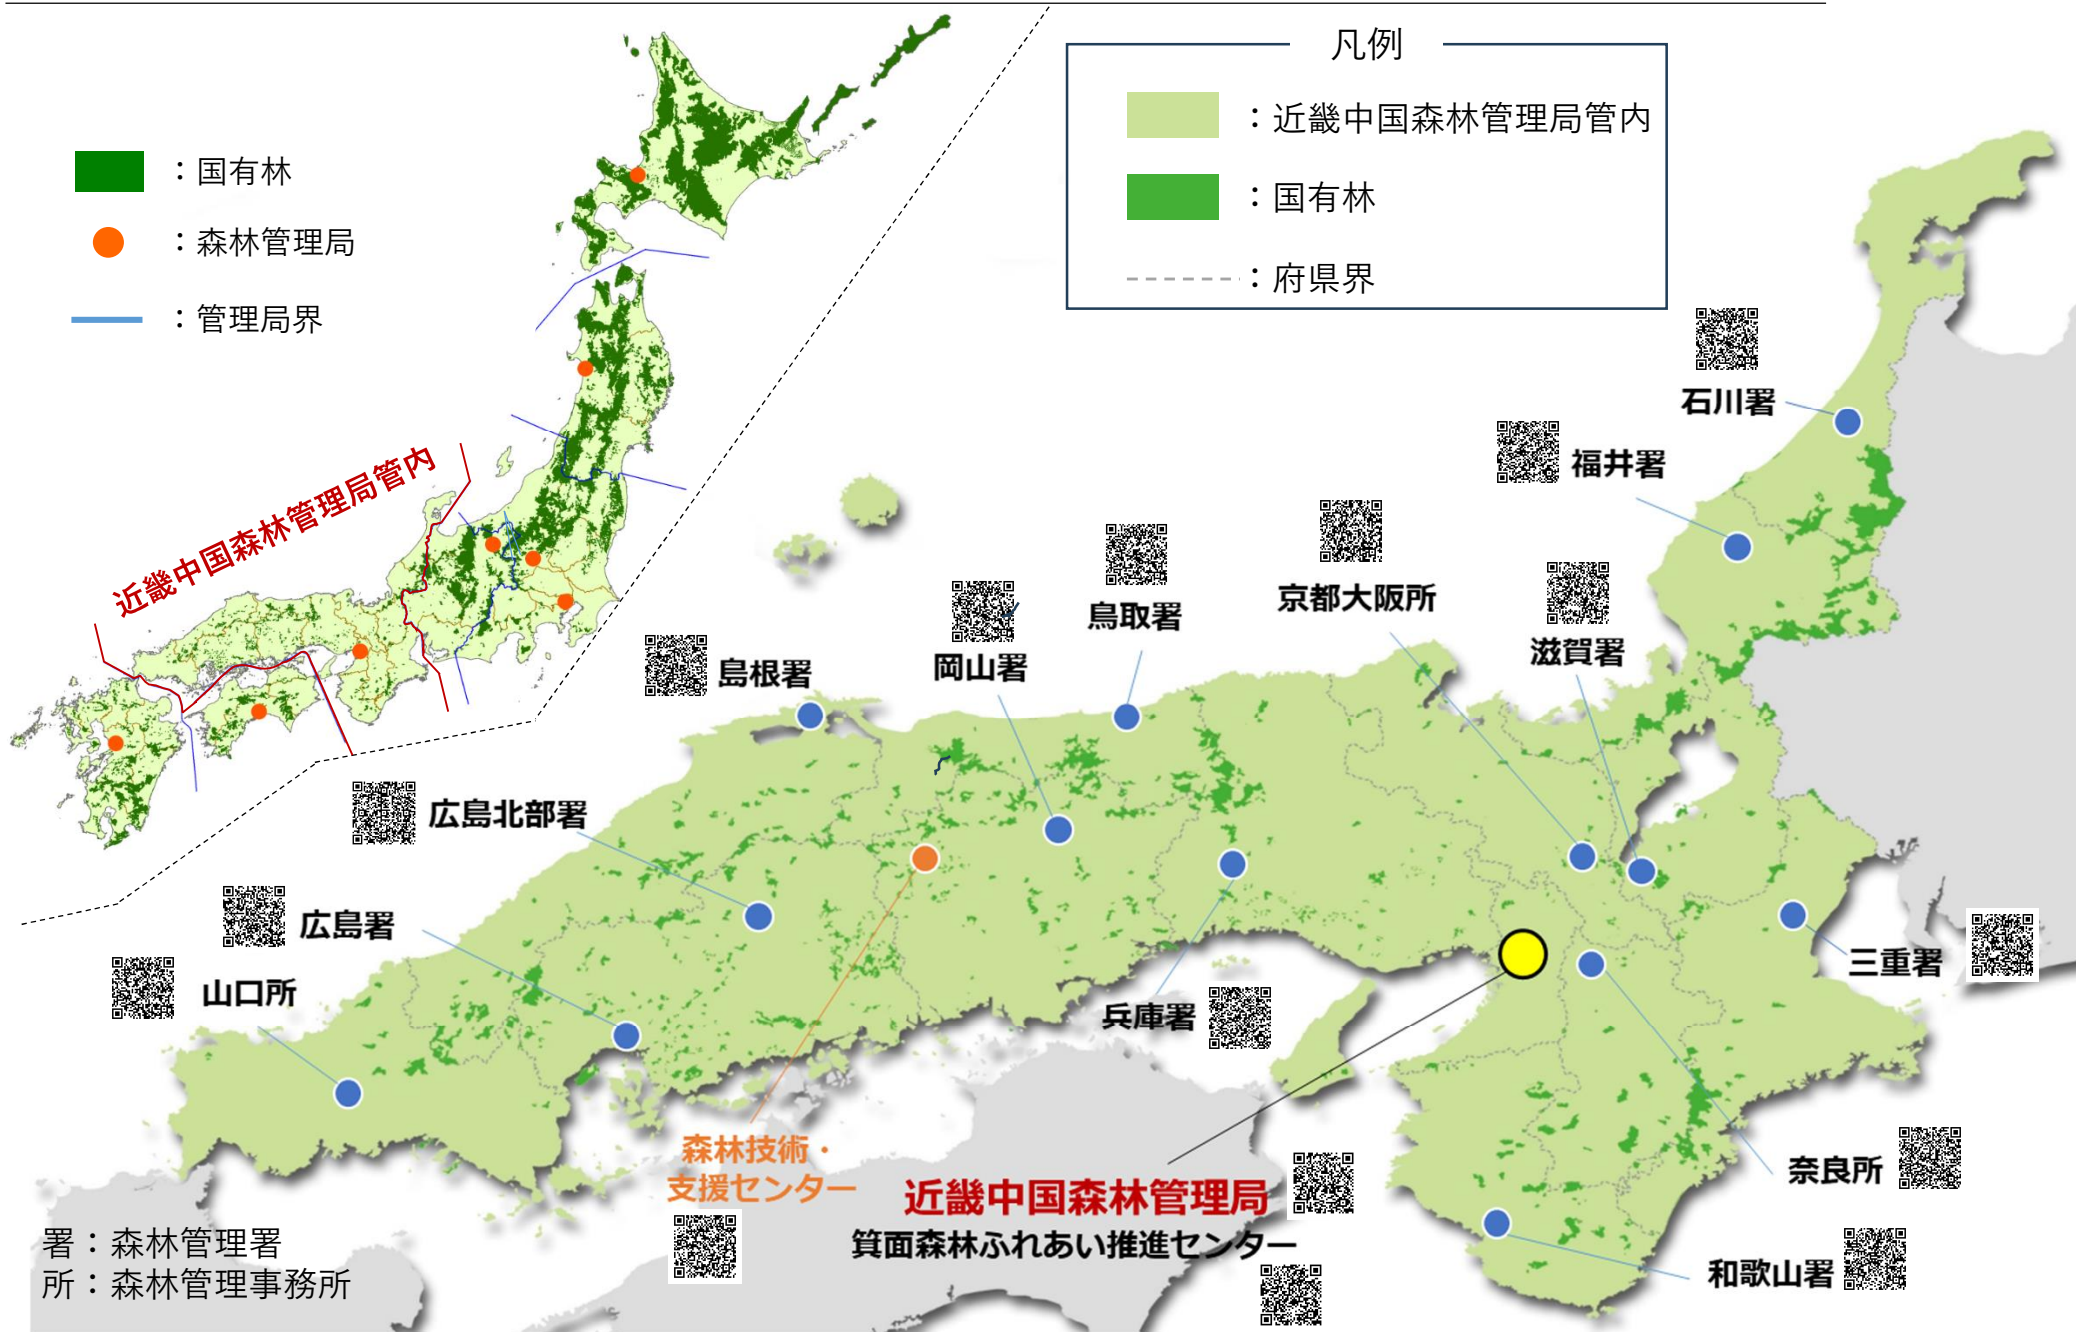 凡例
：近畿中国森林管理局管内
：国有林
：府県界
：国有林
：森林管理局
：管理局界
近畿中国森林管理局管内
石川署
福井署
京都大阪所
滋賀署
鳥取署
岡山署
島根署
広島北部署
広島署
山口所
兵庫署
三重署
奈良所
和歌山署
森林技術・
支援センター
近畿中国森林管理局
箕面森林ふれあい推進センター
署：森林管理署
所：森林管理事務所